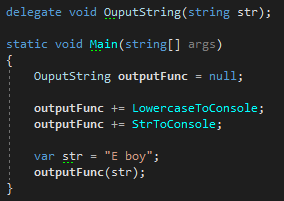 delegate void OuputString(string str);
static void Main(string[] args)
{
OuputString outputFunc = null;
outputFunc += LowercaseToConsole;
outputFunc += StrToConsole;
var str = "E boy";
outputFunc(str);
}